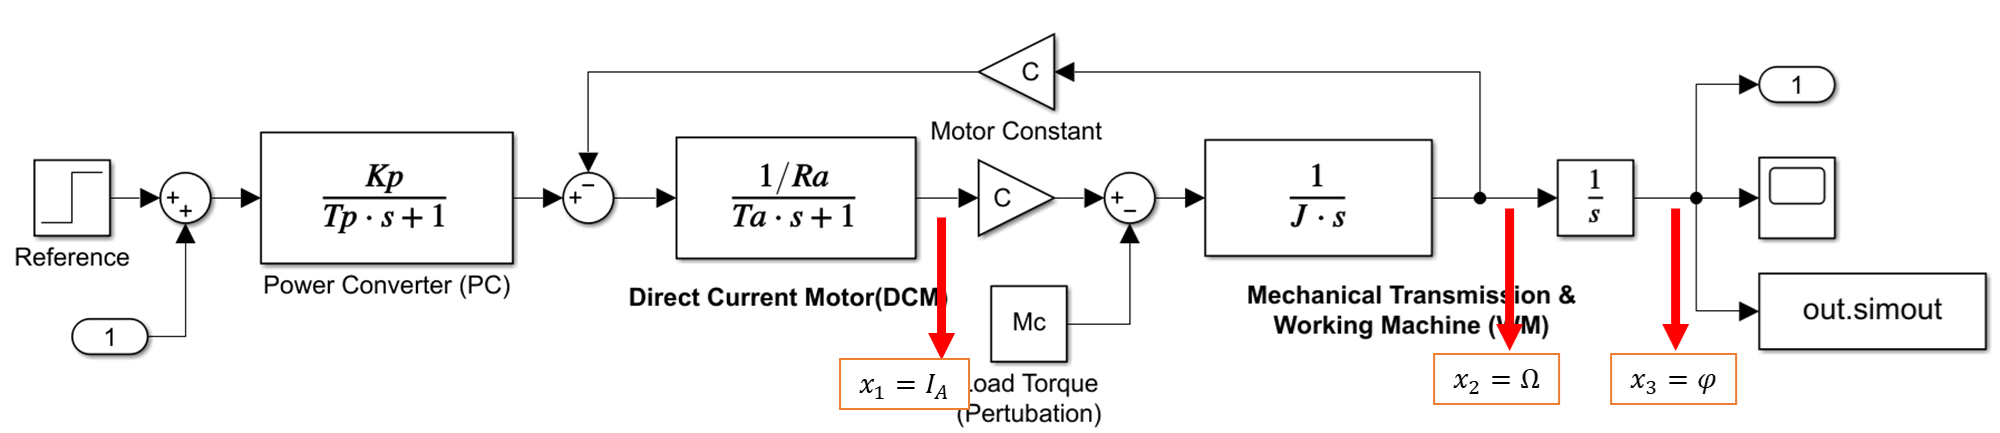 C
Motor Constant
1
Reference
+
+
Kp
Tp · s + 1
Power Converter (PC)
1
+
−
1/Ra
Ta · s + 1
Direct Current Motor(DCM)
C
+
−
Mc
Load Torque
(Pertubation)
1
J · s
Mechanical Transmission &
Working Machine (WM)
1
s
out.simout
x₁ = I_A
x₂ = Ω
x₃ = φ